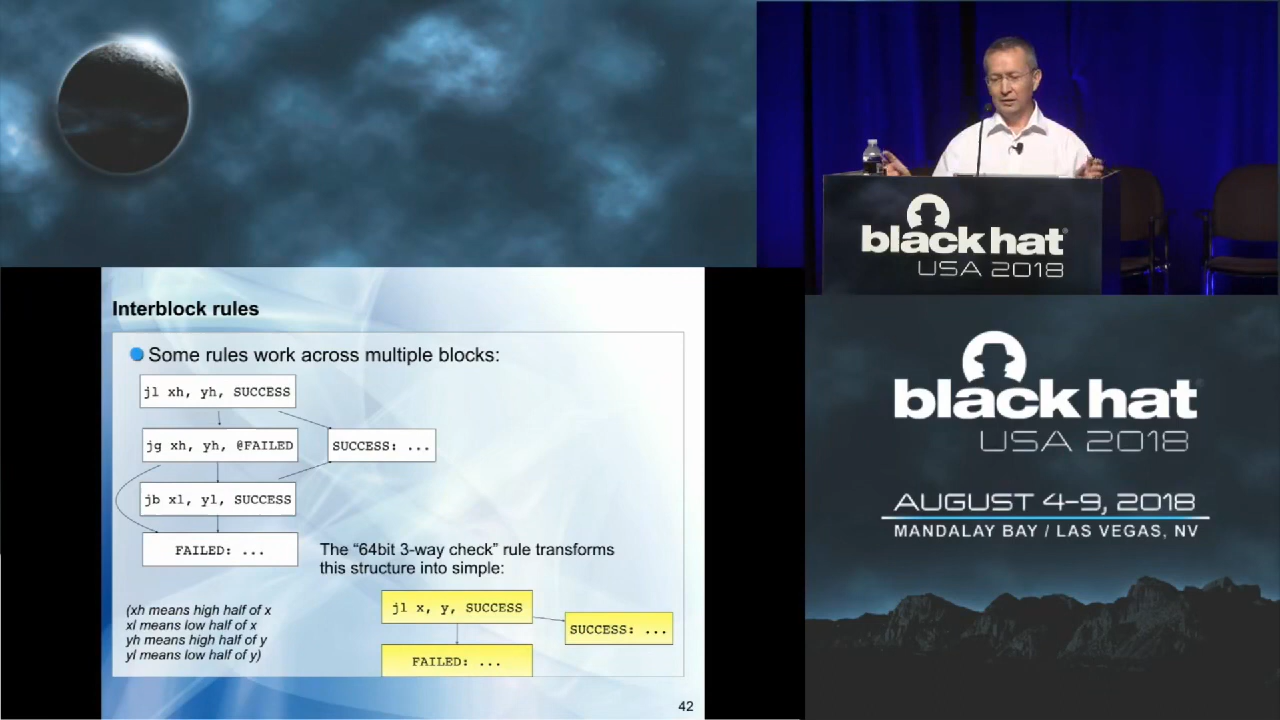 black hat
USA 2018
Interblock rules
Some rules work across multiple blocks:
jl xh, yh, SUCCESS
jg xh, yh, @FAILED
SUCCESS: ...
jb xl, yl, SUCCESS
FAILED: ...
The “64bit 3-way check” rule transforms
this structure into simple:
(xh means high half of x
xl means low half of x
yh means high half of y
yl means low half of y)
jl x, y, SUCCESS
SUCCESS: ...
FAILED: ...
42
black hat
USA 2018
AUGUST 4-9, 2018
MANDALAY BAY / LAS VEGAS, NV